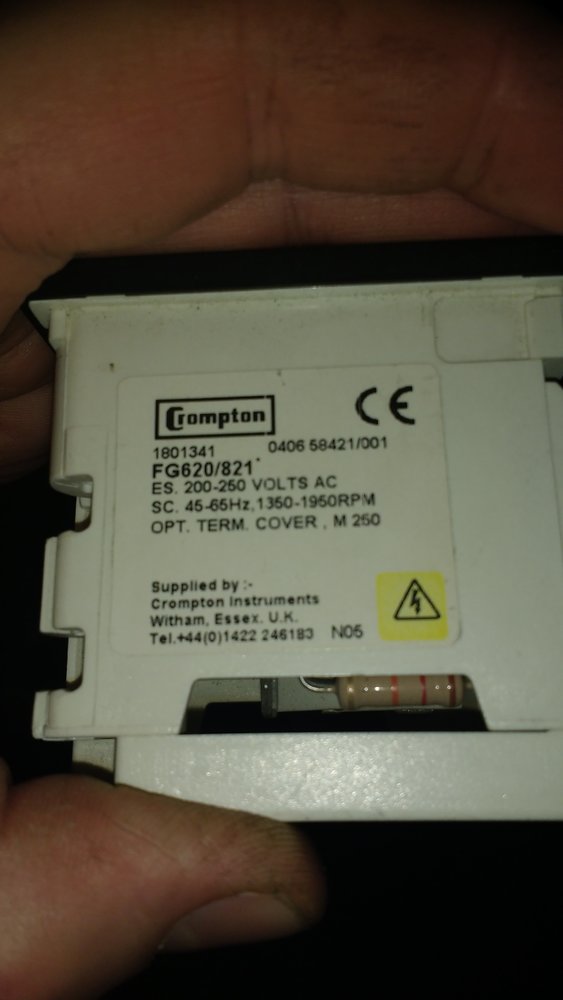 Crompton
CE
1801341 0406 58421/001
FG620/821
ES. 200-250 VOLTS AC
SC. 45-65Hz,1350-1950RPM
OPT. TERM. COVER , M 250
Supplied by :-
Crompton Instruments
Witham, Essex. U.K.
Tel.+44(0)1422 246183 N05